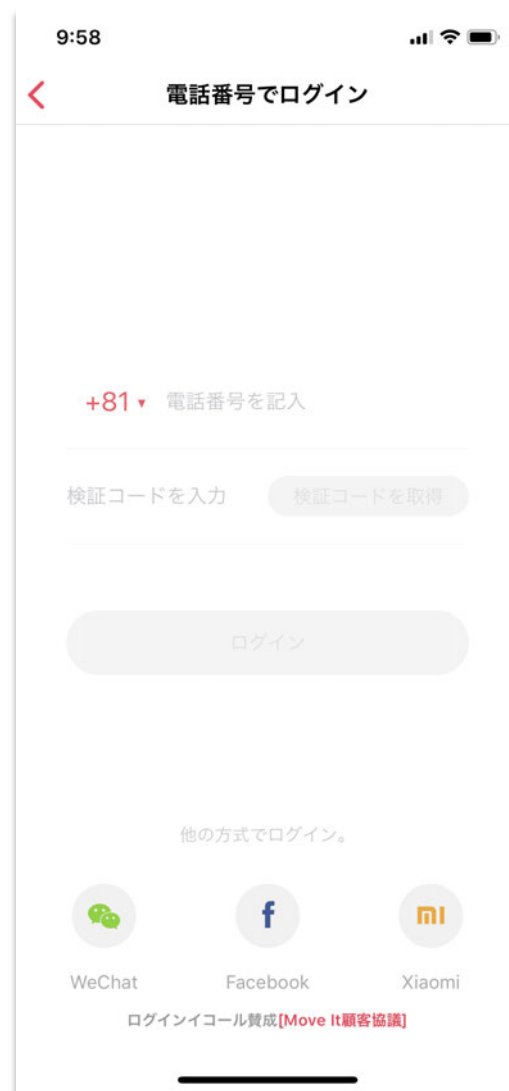 9:58
電話番号でログイン
+81 ▾ 電話番号を記入
検証コードを入力 検証コードを取得
ログイン
他の方式でログイン。
f mı
WeChat Facebook Xiaomi
ログインイコール賛成[Move It顧客協議]